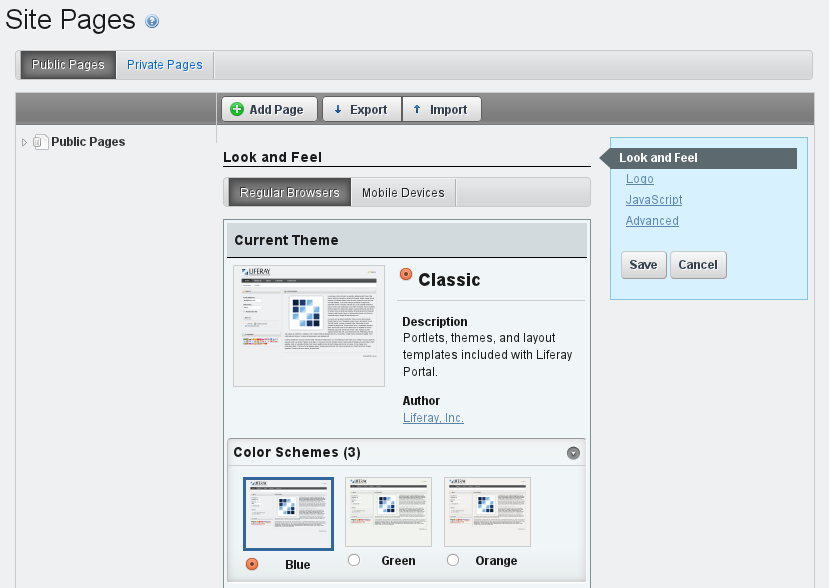 Site Pages
Public Pages
Private Pages
Add Page
Export
Import
Public Pages
Look and Feel
Regular Browsers
Mobile Devices
Current Theme
LIFERAY
Classic
Description
Portlets, themes, and layout
templates included with Liferay
Portal.
Author
Liferay, Inc.
Color Schemes (3)
Blue
Green
Orange
Look and Feel
Logo
JavaScript
Advanced
Save
Cancel